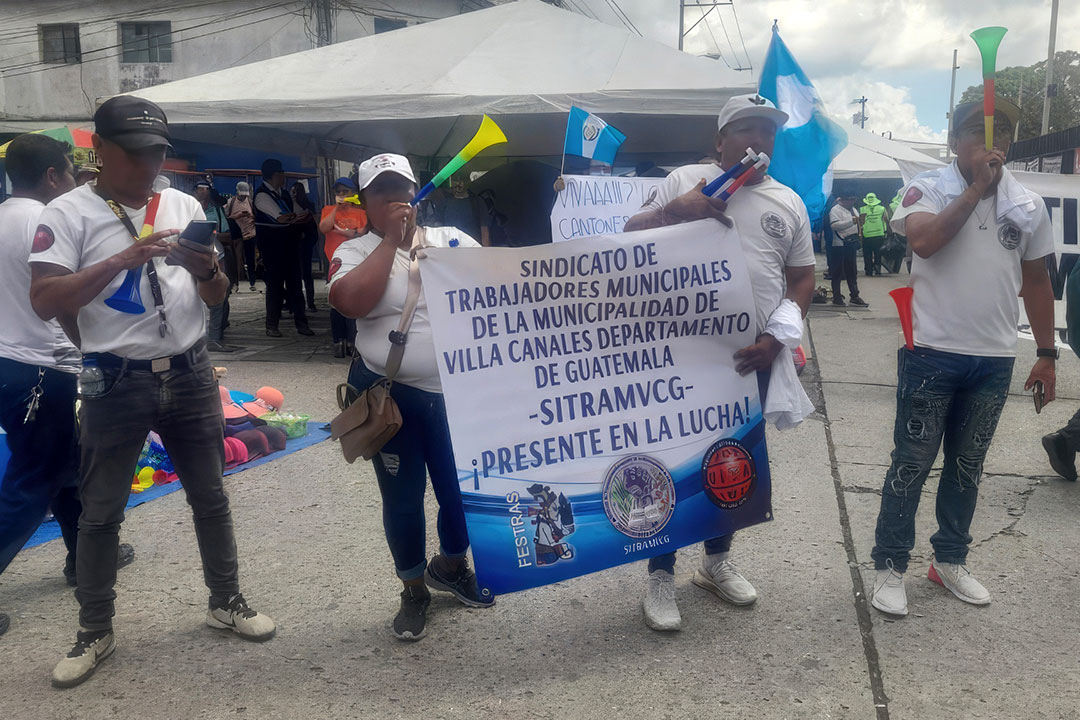 VIVAAA!!?
CANTONES
SINDICATO DE
TRABAJADORES MUNICIPALES
DE LA MUNICIPALIDAD DE
VILLA CANALES DEPARTAMENTO
DE GUATEMALA
-SITRAMVCG-
¡PRESENTE EN LA LUCHA!
FESTRAS
SITRAMVCG
UITA